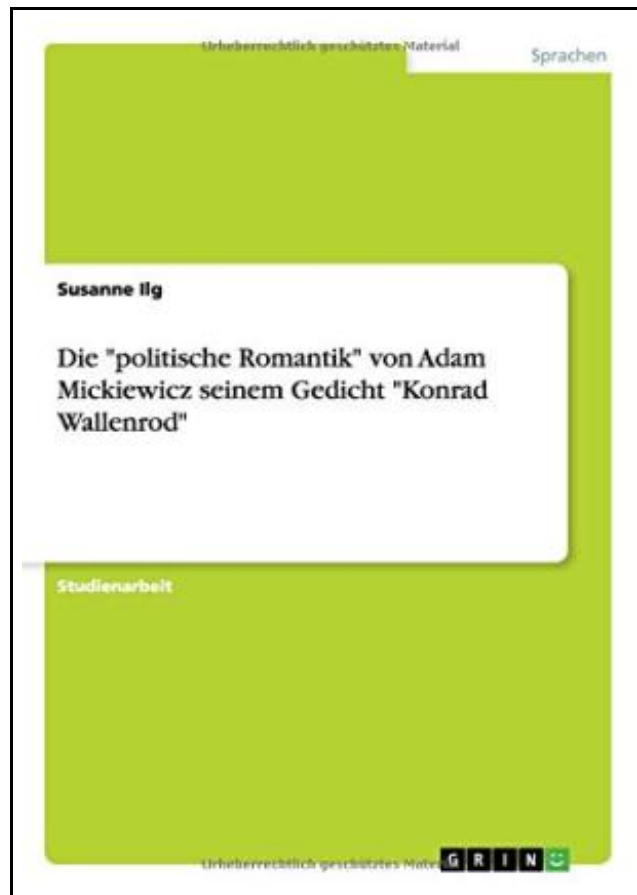 Urheberrechtlich geschütztes Material
Sprachen
Susanne Ilg
Die "politische Romantik" von Adam
Mickiewicz seinem Gedicht "Konrad
Wallenrod"
Studienarbeit
Urheberrechtlich geschütztes Mate
GRIN